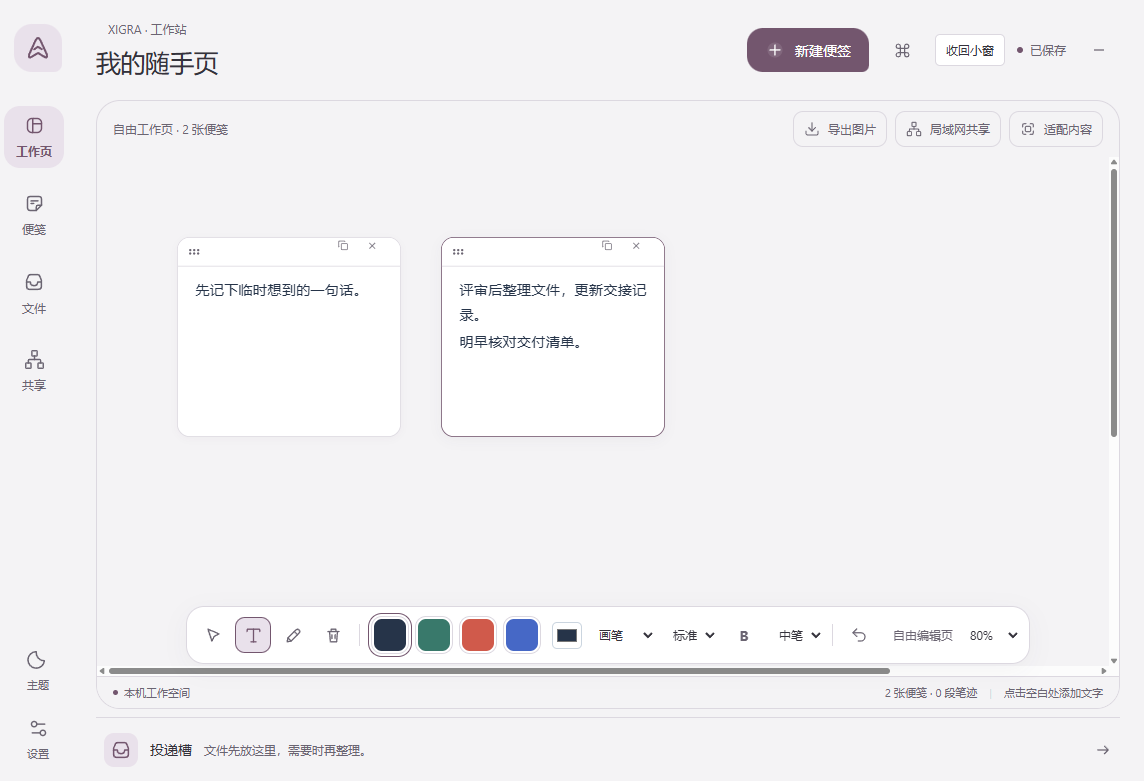 XIGRA · 工作站
我的随手页
新建便签
收回小窗
已保存
工作页
便笺
文件
共享
主题
设置
自由工作页 · 2 张便笺
导出图片
局域网共享
适配内容
先记下临时想到的一句话。
评审后整理文件，更新交接记
录。
明早核对交付清单。
T
画笔
标准
B
中笔
自由编辑页
80%
本机工作空间
2 张便笺 · 0 段笔迹
点击空白处添加文字
投递槽
文件先放这里，需要时再整理。